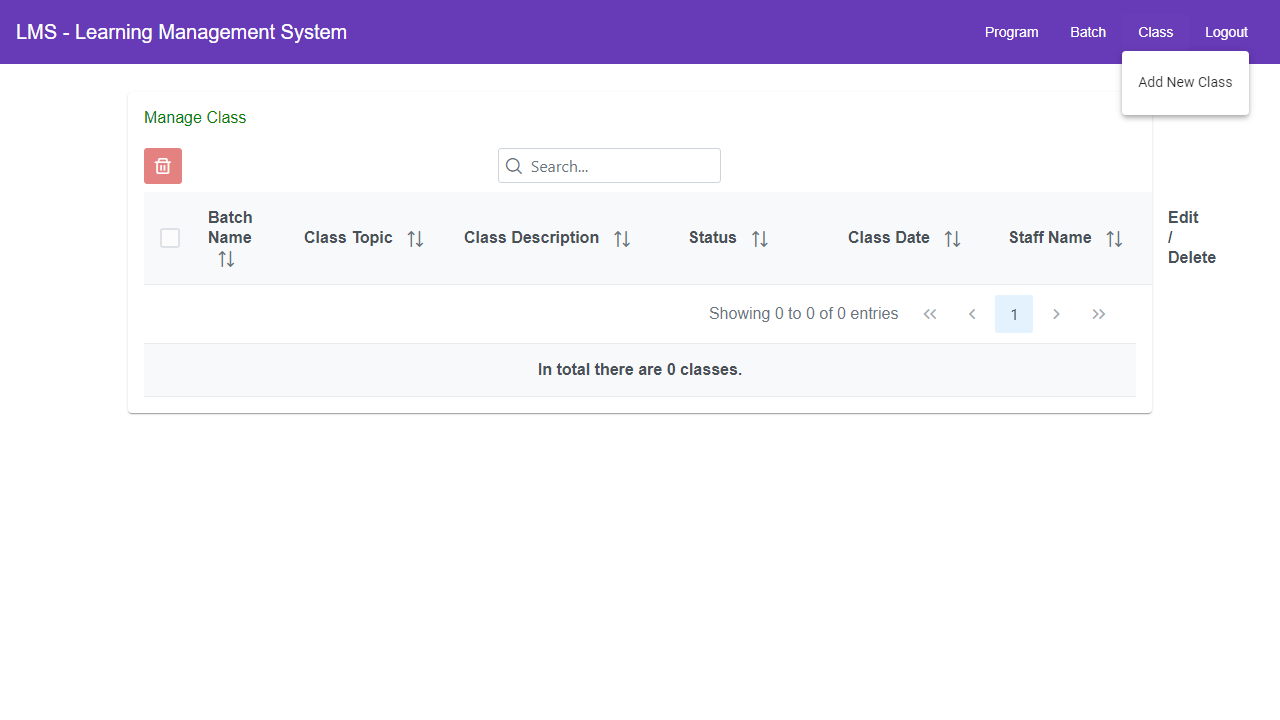 LMS - Learning Management System
Program
Batch
Class
Logout
Add New Class
Manage Class
Search...
Batch
Name
Class Topic
Class Description
Status
Class Date
Staff Name
Edit
/
Delete
Showing 0 to 0 of 0 entries
1
In total there are 0 classes.